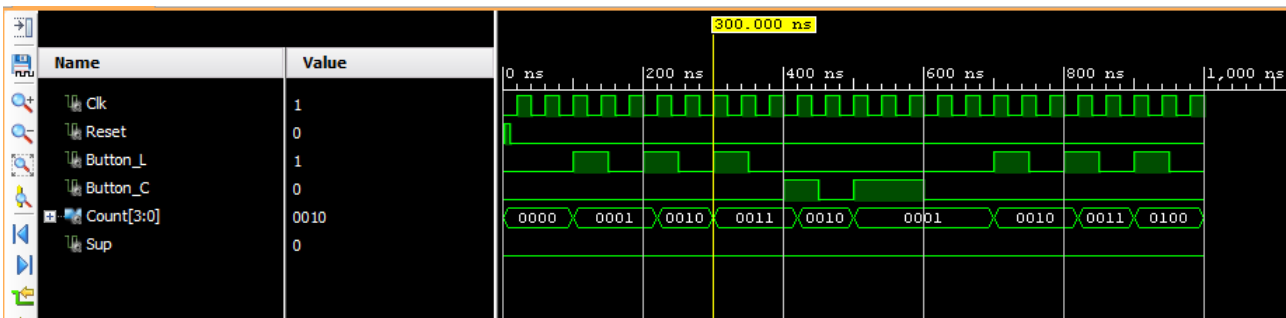 300.000 ns
Name Value
0 ns 200 ns 400 ns 600 ns 800 ns 1,000 ns
Clk 1
Reset 0
Button_L 1
Button_C 0
Count[3:0] 0010 0000 0001 0010 0011 0010 0001 0010 0011 0100
Sup 0